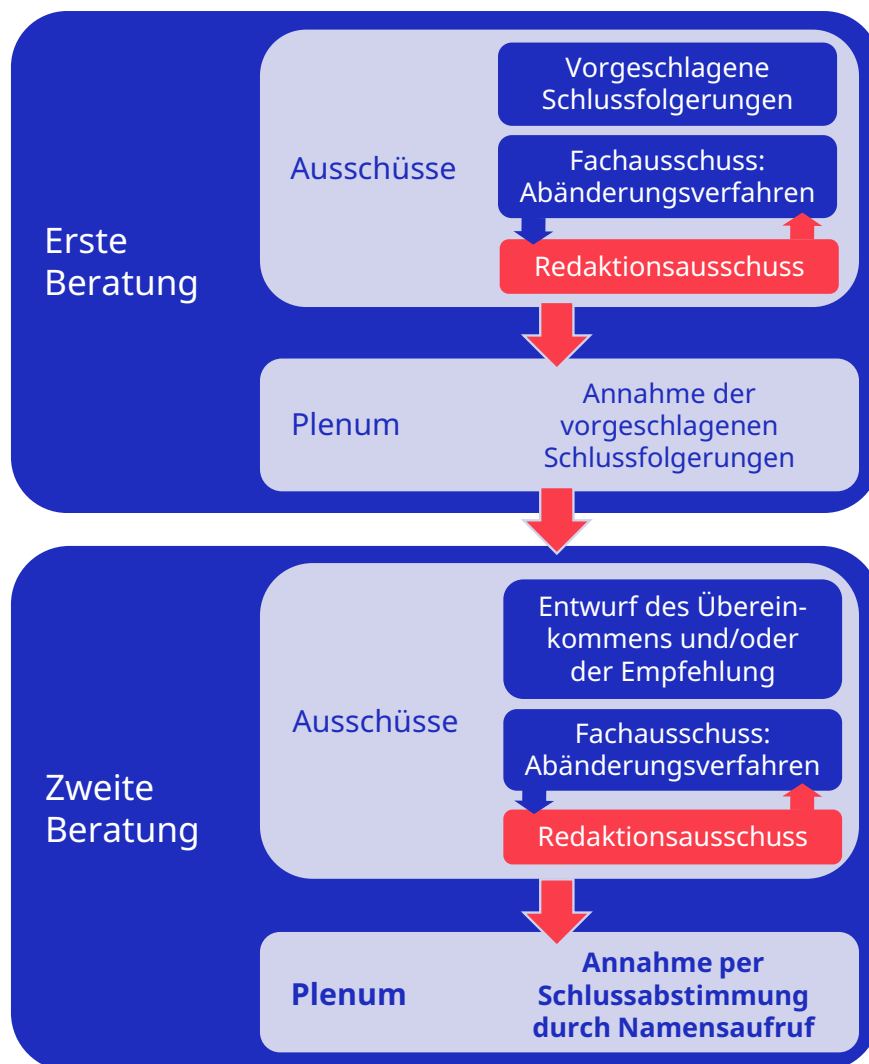 Erste
Beratung
Ausschüsse
Vorgeschlagene
Schlussfolgerungen
Fachausschuss:
Abänderungsverfahren
Redaktionsausschuss
Plenum
Annahme der
vorgeschlagenen
Schlussfolgerungen
Zweite
Beratung
Ausschüsse
Entwurf des Überein-
kommens und/oder
der Empfehlung
Fachausschuss:
Abänderungsverfahren
Redaktionsausschuss
Plenum
Annahme per
Schlussabstimmung
durch Namensaufruf